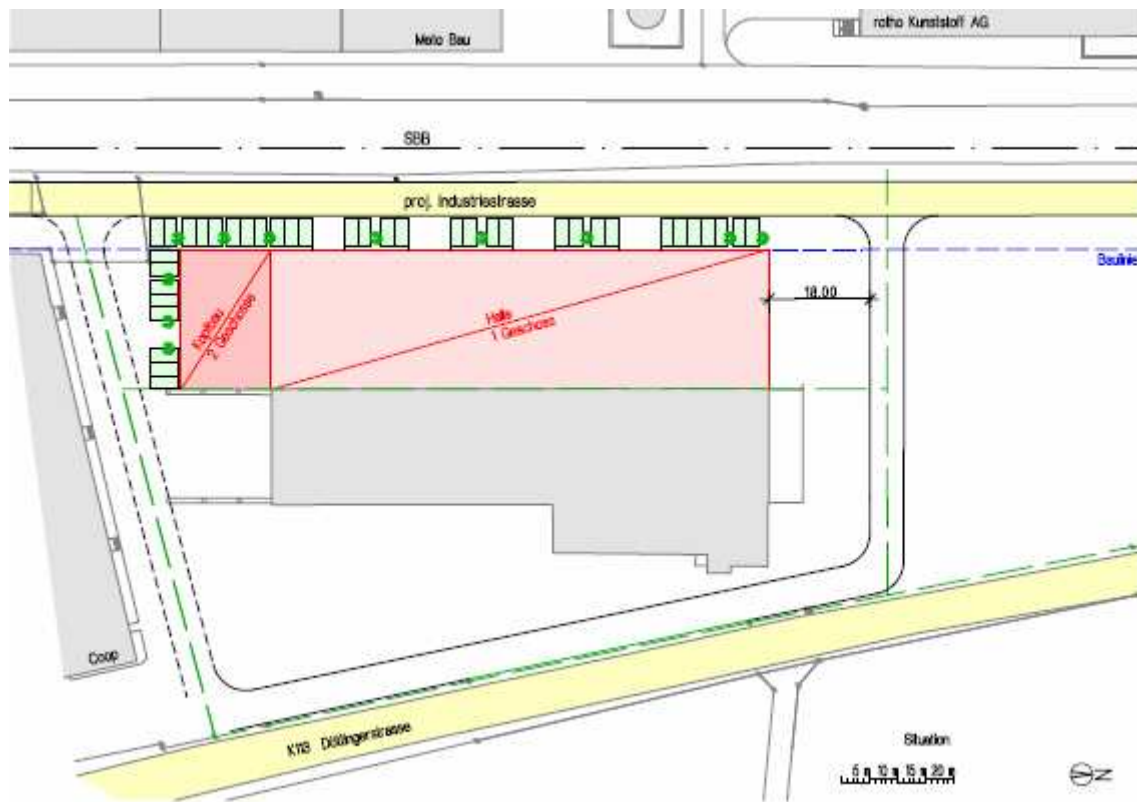 Meto Bau
rotho Kunststoff AG
SBB
proj. Industriestrasse
Baulinie
18.00
Kopfbau
2 Geschosse
Halle
1 Geschoss
Coop
K113 Döttingerstrasse
Situation
5 m 10 m 15 m 20 m
N